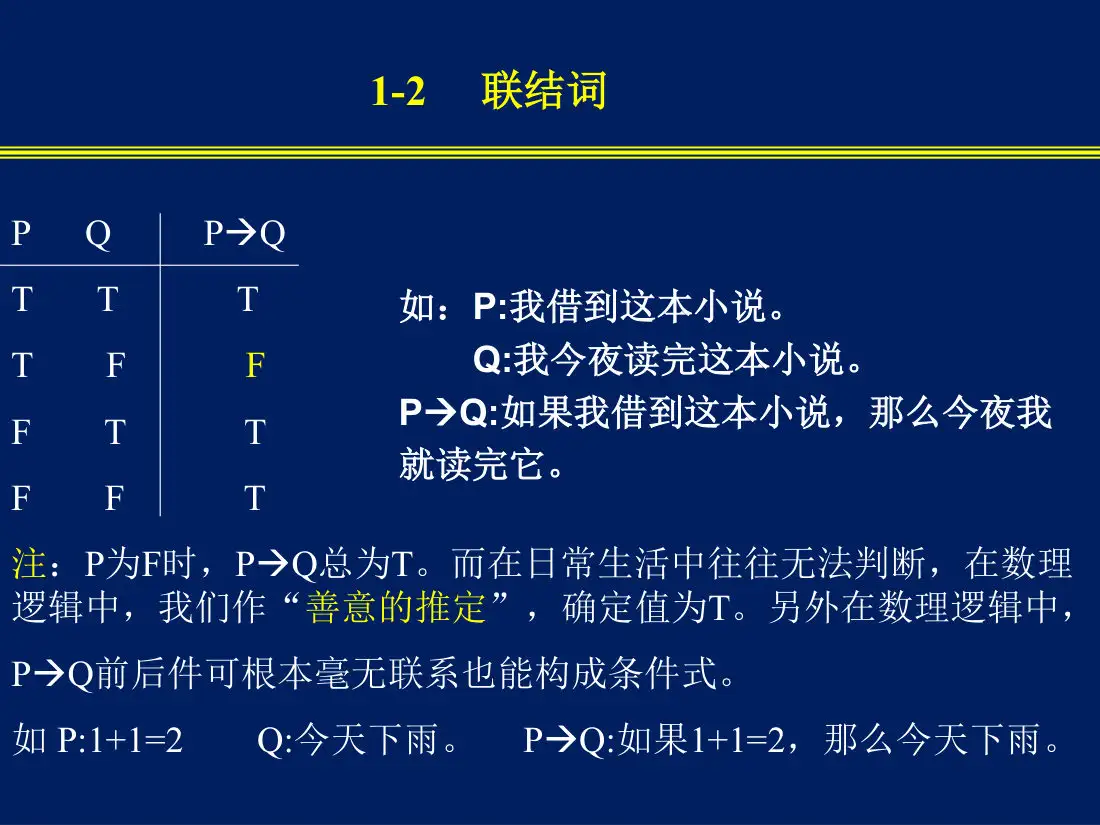 1-2 联结词
P Q P→Q
T T T
T F F
F T T
F F T
如：P:我借到这本小说。
Q:我今夜读完这本小说。
P→Q:如果我借到这本小说，那么今夜我
就读完它。
注：P为F时，P→Q总为T。而在日常生活中往往无法判断，在数理
逻辑中，我们作“善意的推定”，确定值为T。另外在数理逻辑中，
P→Q前后件可根本毫无联系也能构成条件式。
如 P:1+1=2 Q:今天下雨。 P→Q:如果1+1=2，那么今天下雨。